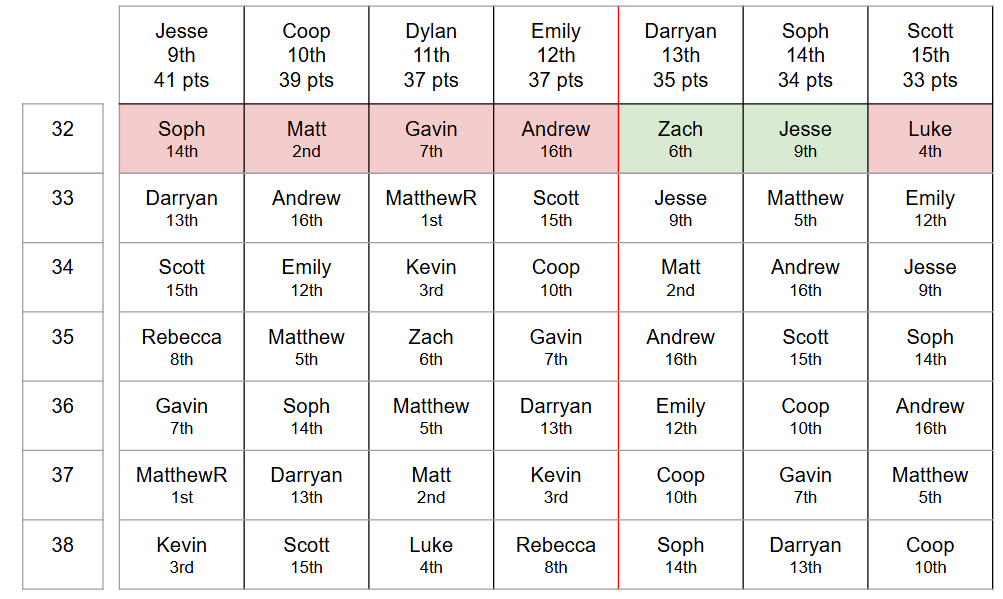 Jesse Coop Dylan Emily Darryan Soph Scott
9th 10th 11th 12th 13th 14th 15th
41 pts 39 pts 37 pts 37 pts 35 pts 34 pts 33 pts
32 Soph Matt Gavin Andrew Zach Jesse Luke
14th 2nd 7th 16th 6th 9th 4th
33 Darryan Andrew MatthewR Scott Jesse Matthew Emily
13th 16th 1st 15th 9th 5th 12th
34 Scott Emily Kevin Coop Matt Andrew Jesse
15th 12th 3rd 10th 2nd 16th 9th
35 Rebecca Matthew Zach Gavin Andrew Scott Soph
8th 5th 6th 7th 16th 15th 14th
36 Gavin Soph Matthew Darryan Emily Coop Andrew
7th 14th 5th 13th 12th 10th 16th
37 MatthewR Darryan Matt Kevin Coop Gavin Matthew
1st 13th 2nd 3rd 10th 7th 5th
38 Kevin Scott Luke Rebecca Soph Darryan Coop
3rd 15th 4th 8th 14th 13th 10th